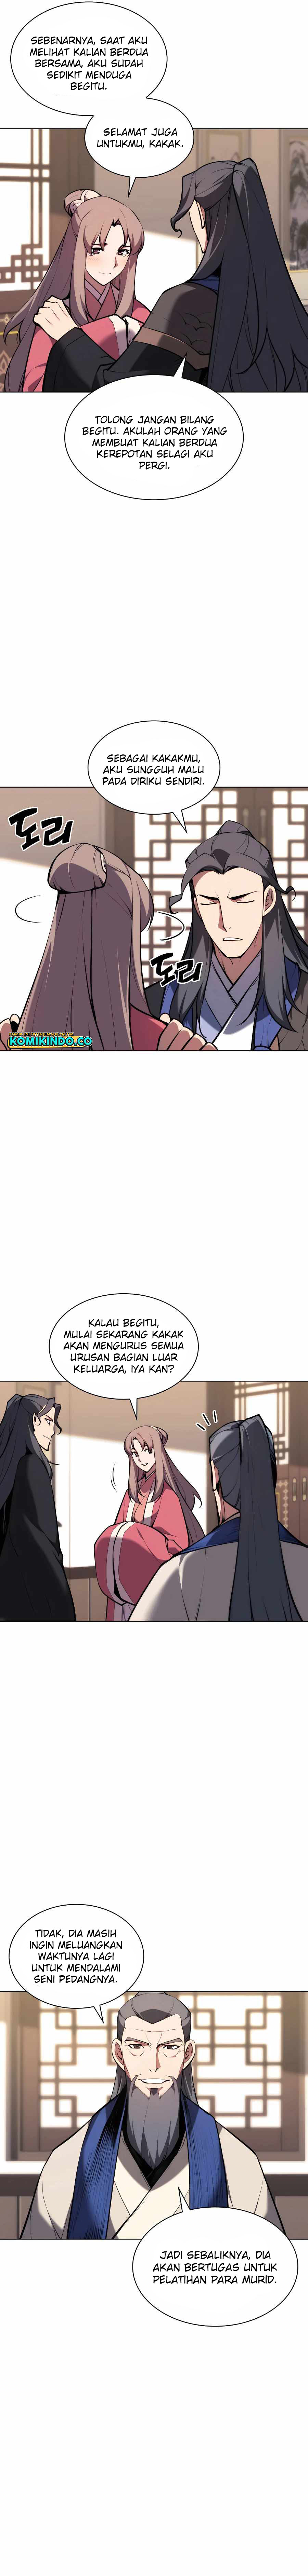 SEBENARNYA, SAAT AKU
MELIHAT KALIAN BERDUA
BERSAMA, AKU SUDAH
SEDIKIT MENDUGA
BEGITU.
SELAMAT JUGA
UNTUKMU, KAKAK.
TOLONG JANGAN BILANG
BEGITU. AKULAH ORANG YANG
MEMBUAT KALIAN BERDUA
KEREPOTAN SELAGI AKU
PERGI.
SEBAGAI KAKAKMU,
AKU SUNGGUH MALU
PADA DIRIKU SENDIRI.
도리
도리
KOMIKINDO.CO
KALAU BEGITU,
MULAI SEKARANG KAKAK
AKAN MENGURUS SEMUA
URUSAN BAGIAN LUAR
KELUARGA, IYA KAN?
TIDAK, DIA MASIH
INGIN MELUANGKAN
WAKTUNYA LAGI
UNTUK MENDALAMI
SENI PEDANGNYA.
JADI SEBALIKNYA, DIA
AKAN BERTUGAS UNTUK
PELATIHAN PARA MURID.